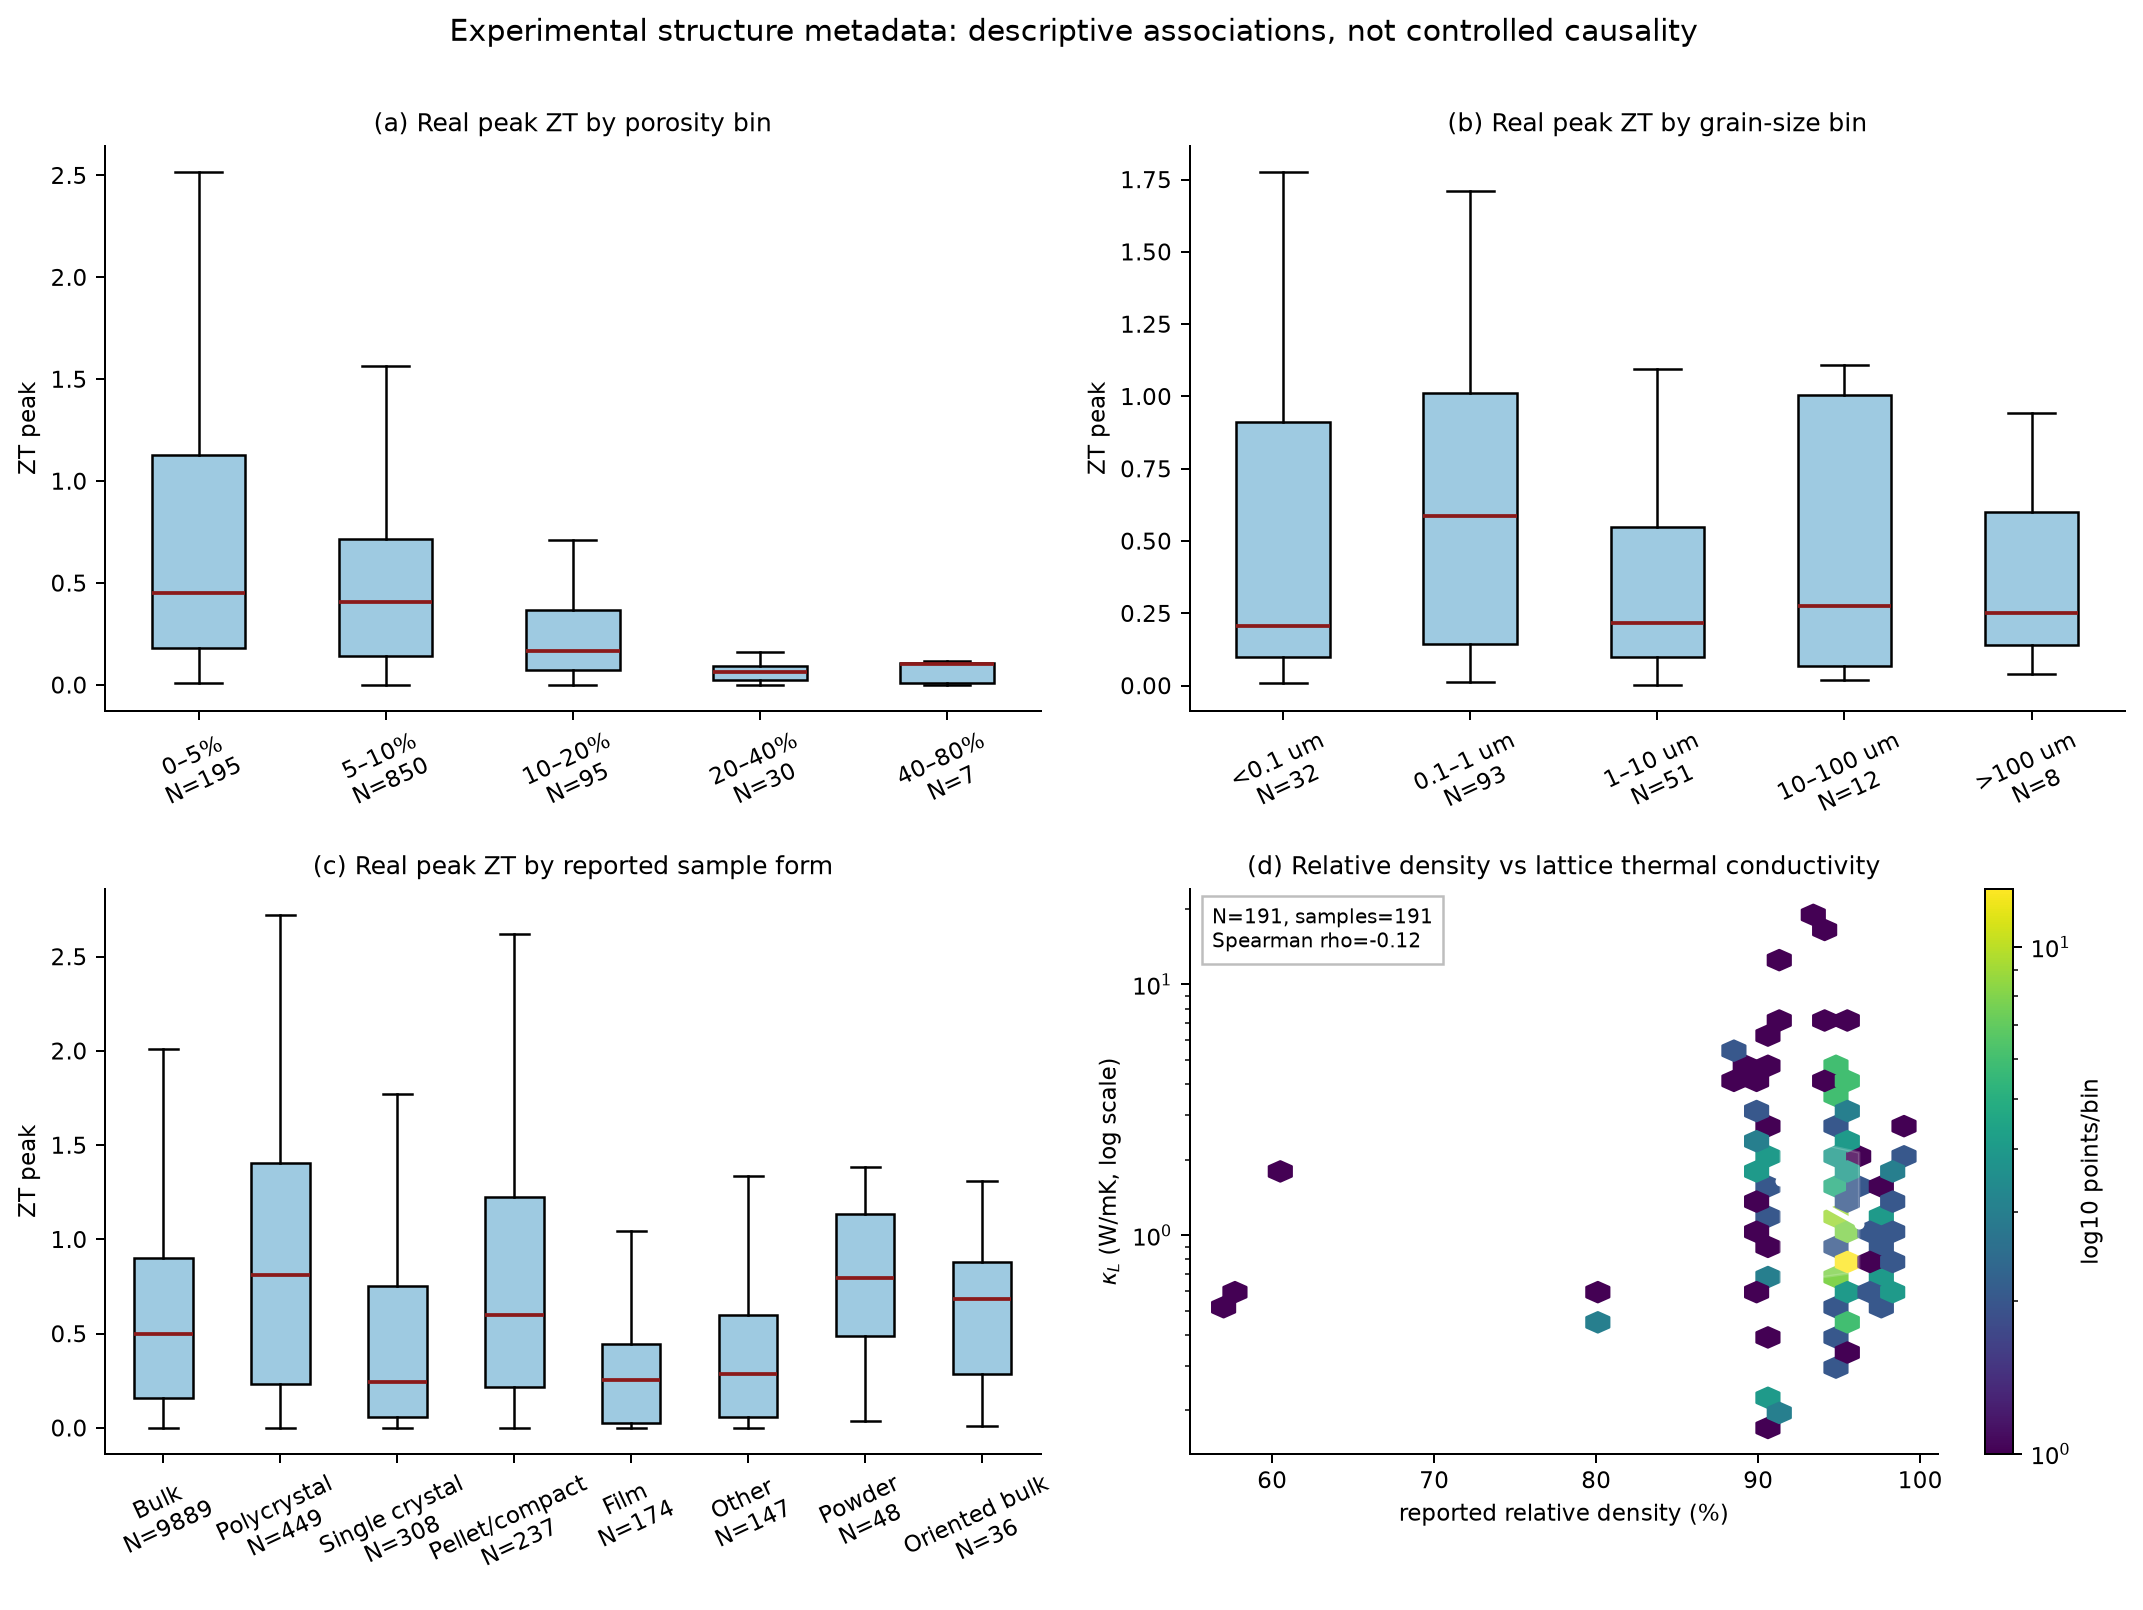 Experimental structure metadata: descriptive associations, not controlled causality
(a) Real peak ZT by porosity bin
ZT peak
2.5
2.0
1.5
1.0
0.5
0.0
0–5%
N=195
5–10%
N=850
10–20%
N=95
20–40%
N=30
40–80%
N=7
(b) Real peak ZT by grain-size bin
ZT peak
1.75
1.50
1.25
1.00
0.75
0.50
0.25
0.00
<0.1 um
N=32
0.1–1 um
N=93
1–10 um
N=51
10–100 um
N=12
>100 um
N=8
(c) Real peak ZT by reported sample form
ZT peak
2.5
2.0
1.5
1.0
0.5
0.0
Bulk
N=9889
Polycrystal
N=449
Single crystal
N=308
Pellet/compact
N=237
Film
N=174
Other
N=147
Powder
N=48
Oriented bulk
N=36
(d) Relative density vs lattice thermal conductivity
N=191, samples=191
Spearman rho=-0.12
κL (W/mK, log scale)
10¹
10⁰
60
70
80
90
100
reported relative density (%)
10¹
10⁰
log10 points/bin